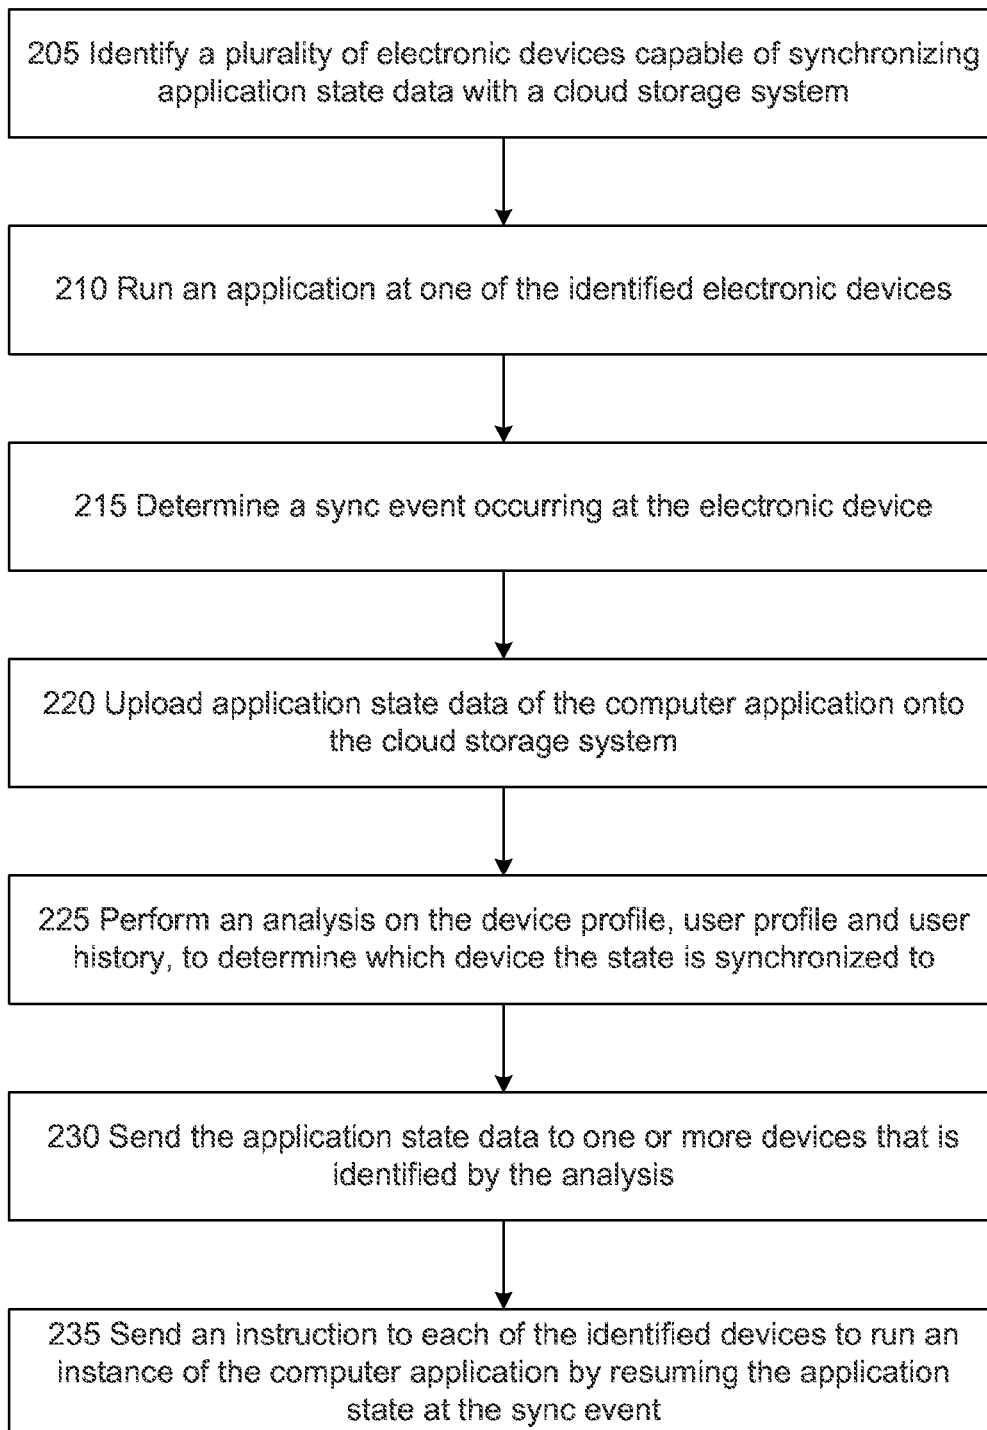 205 Identify a plurality of electronic devices capable of synchronizing
application state data with a cloud storage system
210 Run an application at one of the identified electronic devices
215 Determine a sync event occurring at the electronic device
220 Upload application state data of the computer application onto
the cloud storage system
225 Perform an analysis on the device profile, user profile and user
history, to determine which device the state is synchronized to
230 Send the application state data to one or more devices that is
identified by the analysis
235 Send an instruction to each of the identified devices to run an
instance of the computer application by resuming the application
state at the sync event